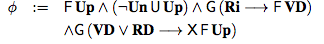 ϕ := F Up ∧ (¬Un U Up) ∧ G (Ri ⟶ F VD)
∧G (VD ∨ RD ⟶ X F Up)